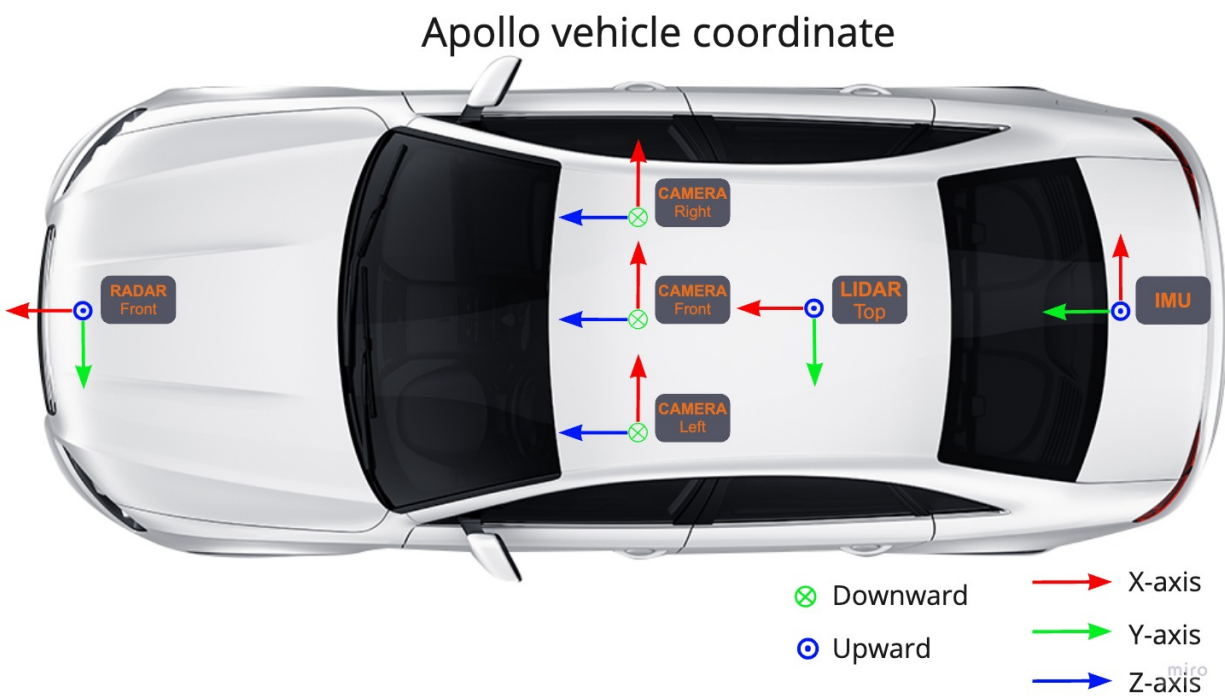 Apollo vehicle coordinate
CAMERA
Right
RADAR
Front
CAMERA
Front
LIDAR
Top
IMU
CAMERA
Left
Downward
Upward
X-axis
Y-axis
Z-axis
miro